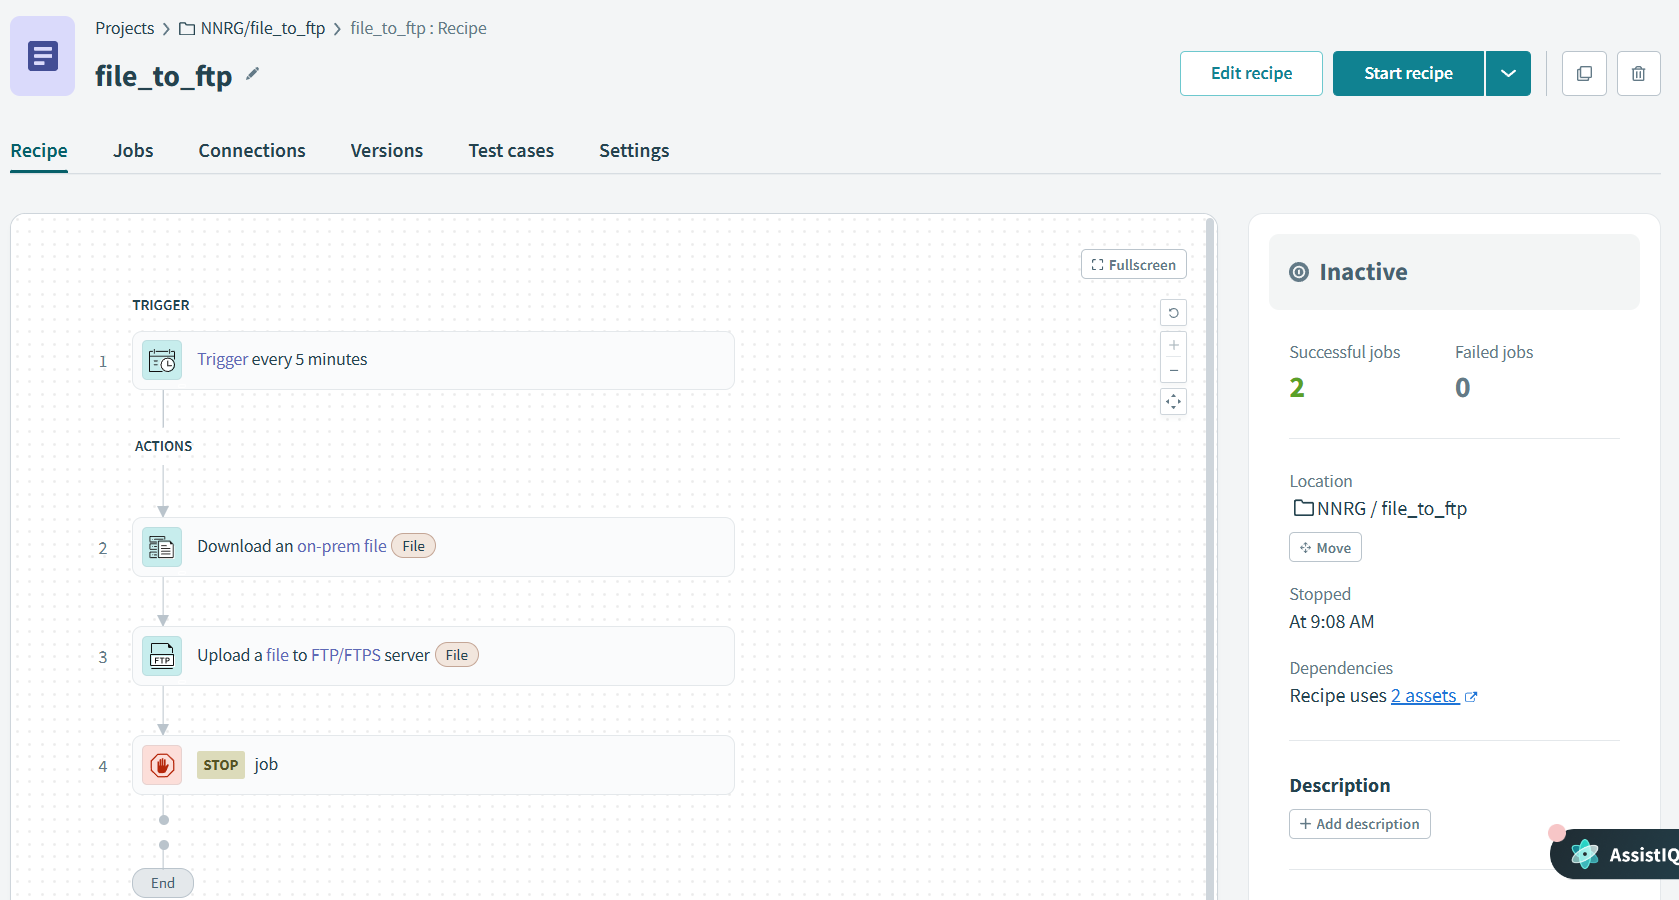 Projects > NNRG/file_to_ftp > file_to_ftp : Recipe
file_to_ftp
Edit recipe
Start recipe
Recipe
Jobs
Connections
Versions
Test cases
Settings
Fullscreen
TRIGGER
1
Trigger every 5 minutes
ACTIONS
2
Download an on-prem file File
3
FTP
Upload a file to FTP/FTPS server File
4
STOP job
End
Inactive
Successful jobs
2
Failed jobs
0
Location
NNRG / file_to_ftp
Move
Stopped
At 9:08 AM
Dependencies
Recipe uses 2 assets
Description
+ Add description
AssistIQ